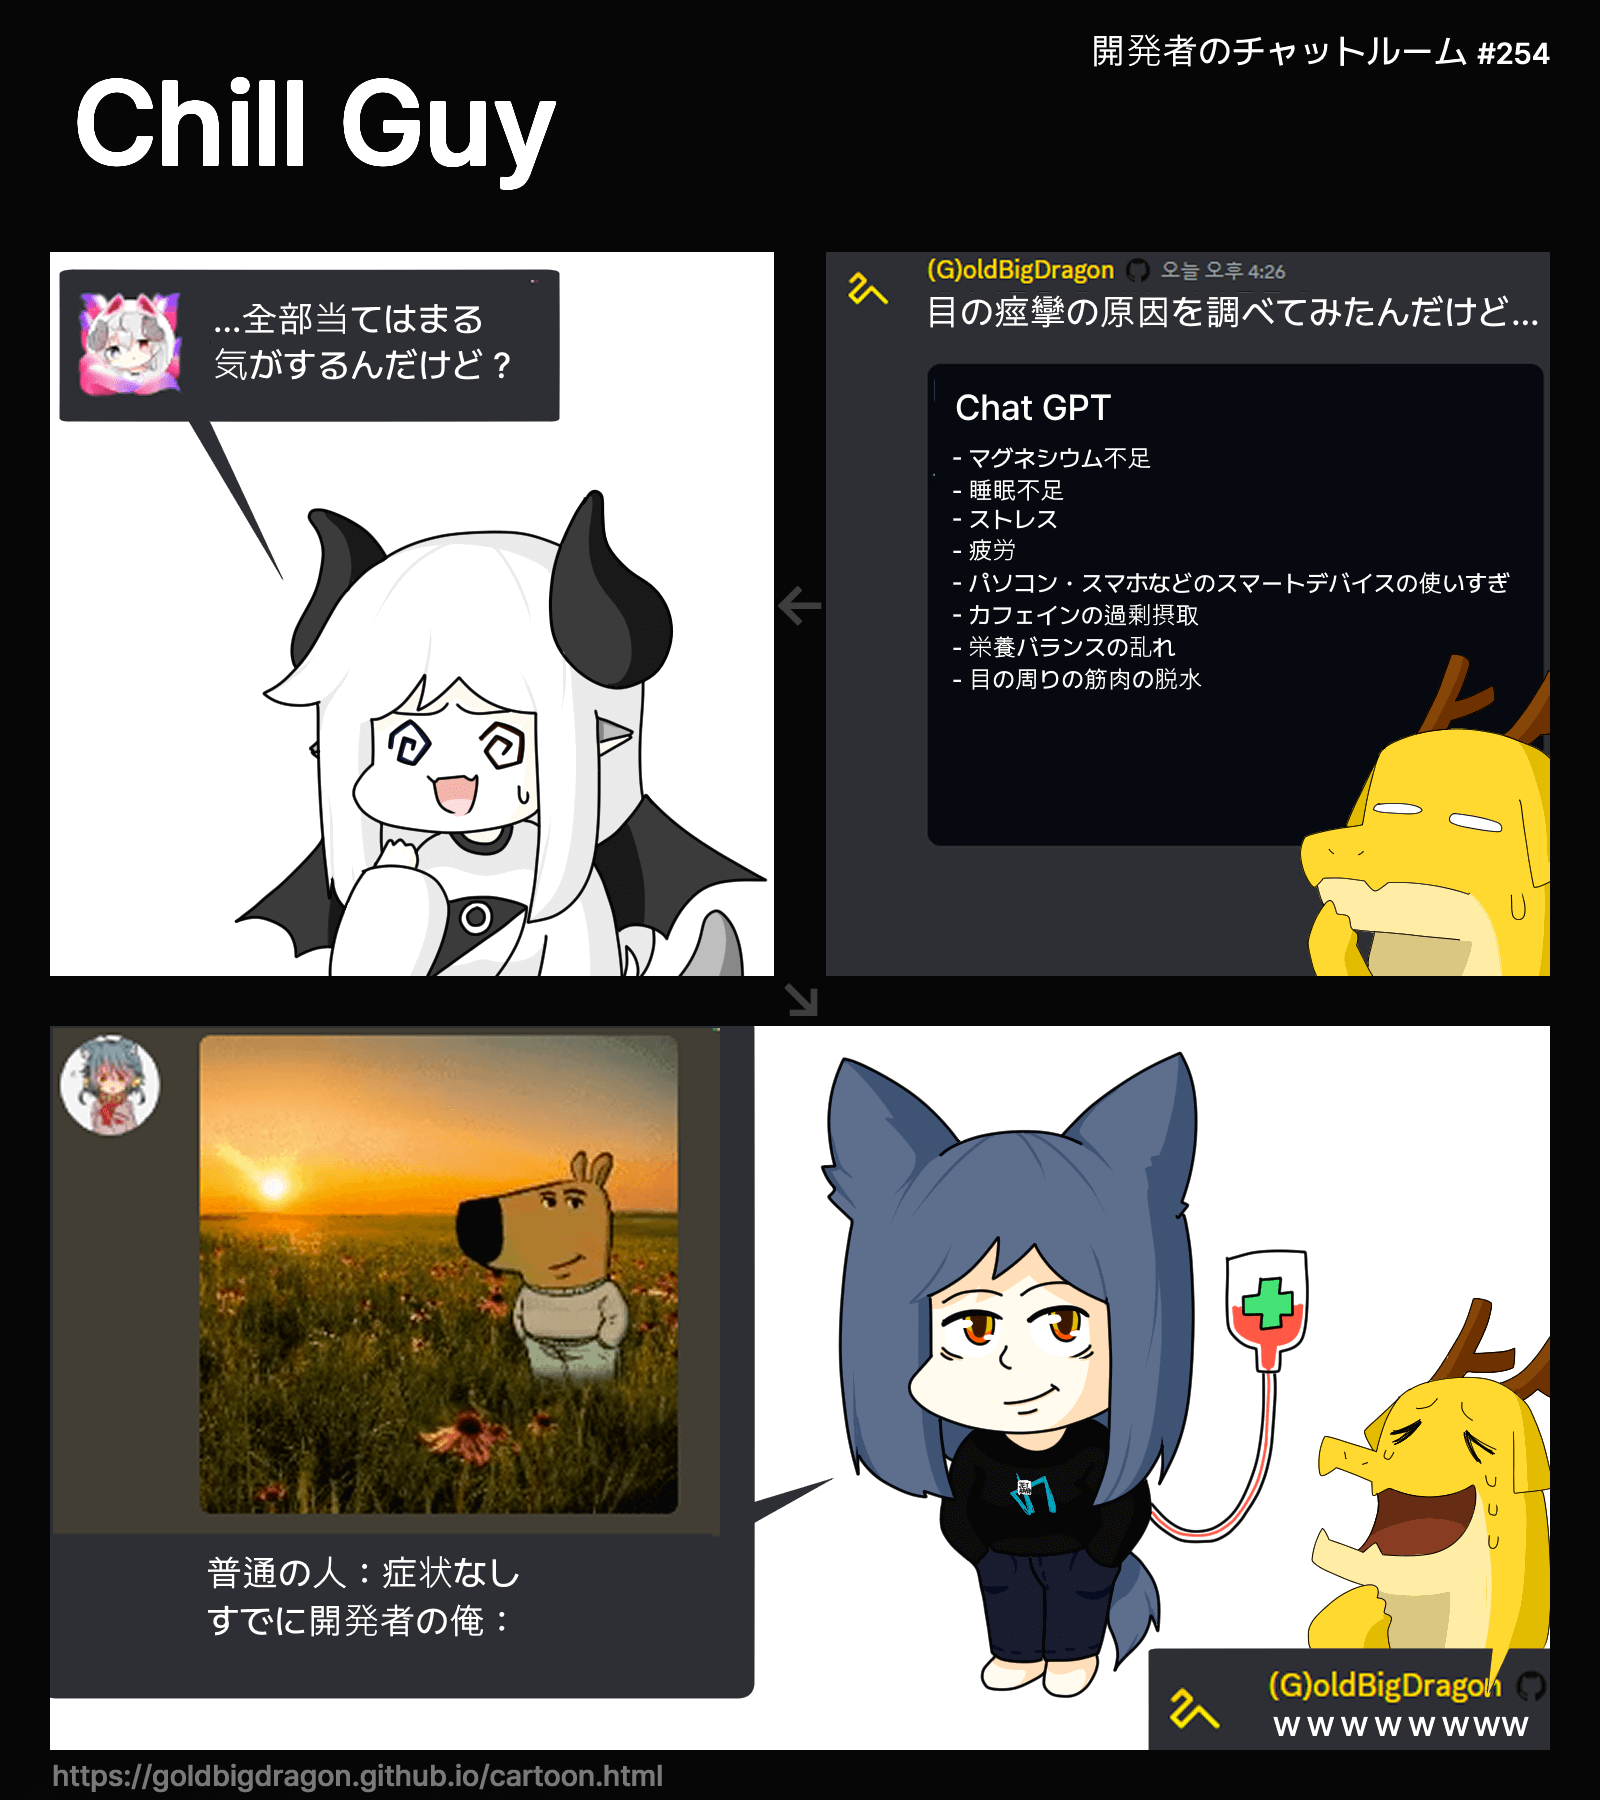 開発者のチャットルーム #254
Chill Guy
(G)oldBigDragon 오늘 오후 4:26
目の痙攣の原因を調べてみたんだけど...
Chat GPT
- マグネシウム不足
- 睡眠不足
- ストレス
- 疲労
- パソコン・スマホなどのスマートデバイスの使いすぎ
- カフェインの過剰摂取
- 栄養バランスの乱れ
- 目の周りの筋肉の脱水
...全部当てはまる
気がするんだけど？
普通の人：症状なし
すでに開発者の俺：
(G)oldBigDragon
ｗｗｗｗｗｗww
https://goldbigdragon.github.io/cartoon.html